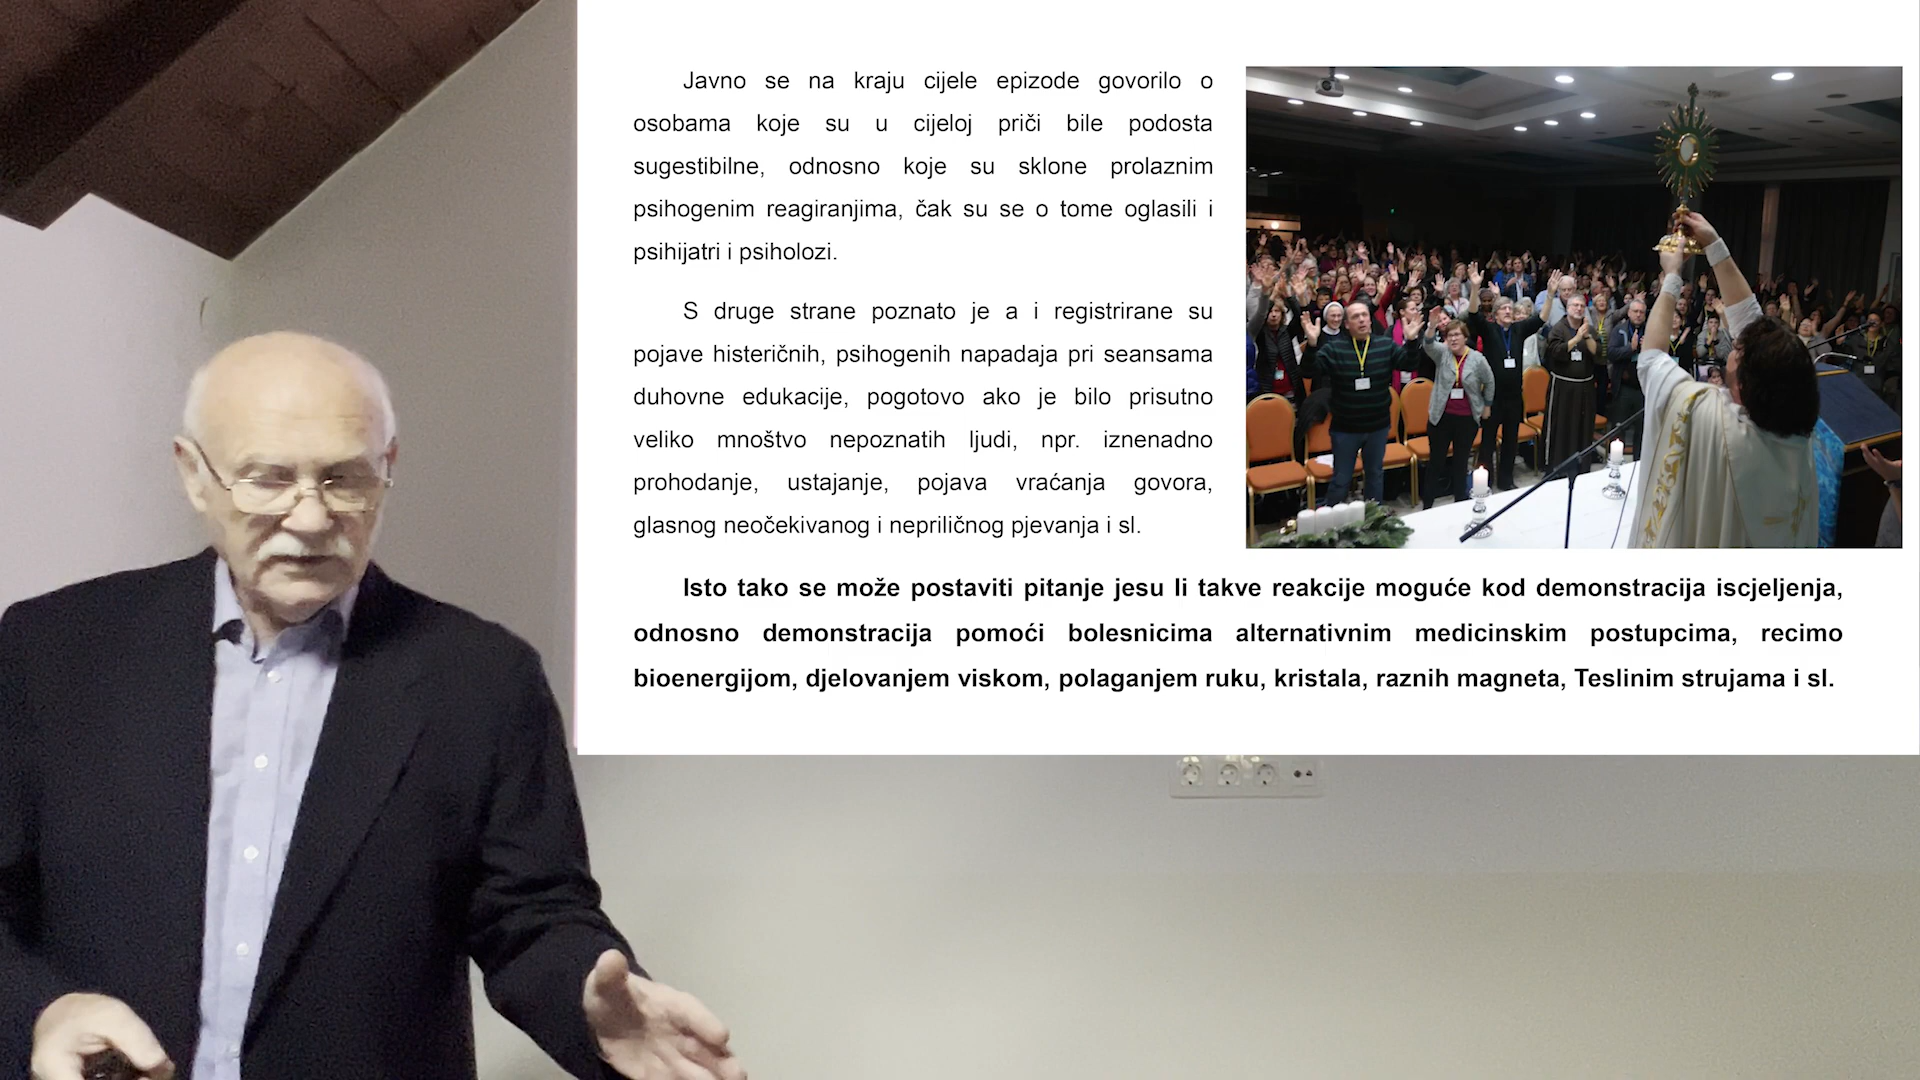 Javno se na kraju cijele epizode govorilo o
osobama koje su u cijeloj priči bile podosta
sugestibilne, odnosno koje su sklone prolaznim
psihogenim reagiranjima, čak su se o tome oglasili i
psihijatri i psiholozi.
S druge strane poznato je a i registrirane su
pojave histeričnih, psihogenih napadaja pri seansama
duhovne edukacije, pogotovo ako je bilo prisutno
veliko mnoštvo nepoznatih ljudi, npr. iznenadno
prohodanje, ustajanje, pojava vraćanja govora,
glasnog neočekivanog i nepriličnog pjevanja i sl.
Isto tako se može postaviti pitanje jesu li takve reakcije moguće kod demonstracija iscjeljenja,
odnosno demonstracija pomoći bolesnicima alternativnim medicinskim postupcima, recimo
bioenergijom, djelovanjem viskom, polaganjem ruku, kristala, raznih magneta, Teslinim strujama i sl.